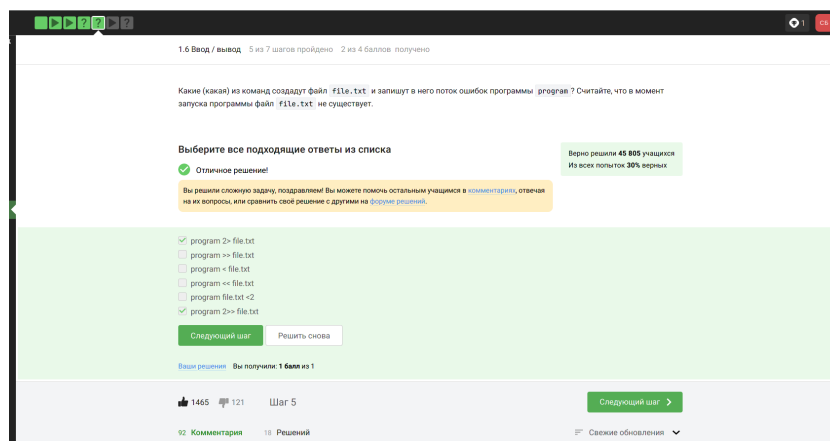 1
СБ
1.6 Ввод / вывод 5 из 7 шагов пройдено 2 из 4 баллов получено
Какие (какая) из команд создадут файл file.txt и запишут в него поток ошибок программы program ? Считайте, что в момент
запуска программы файл file.txt не существует.
Выберите все подходящие ответы из списка
Верно решили 45 805 учащихся
Из всех попыток 30% верных
Отличное решение!
Вы решили сложную задачу, поздравляем! Вы можете помочь остальным учащимся в комментариях, отвечая
на их вопросы, или сравнить своё решение с другими на форуме решений.
program 2> file.txt
program >> file.txt
program < file.txt
program << file.txt
program file.txt <2
program 2>> file.txt
Следующий шаг Решить снова
Ваши решения Вы получили: 1 балл из 1
1465 121 Шаг 5 Следующий шаг
92 Комментария 18 Решений Свежие обновления